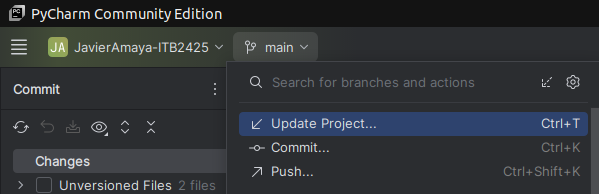 PyCharm Community Edition
JA JavierAmaya-ITB2425 main
Search for branches and actions
Commit
Update Project... Ctrl+T
Commit... Ctrl+K
Changes
Push... Ctrl+Shift+K
Unversioned Files 2 files